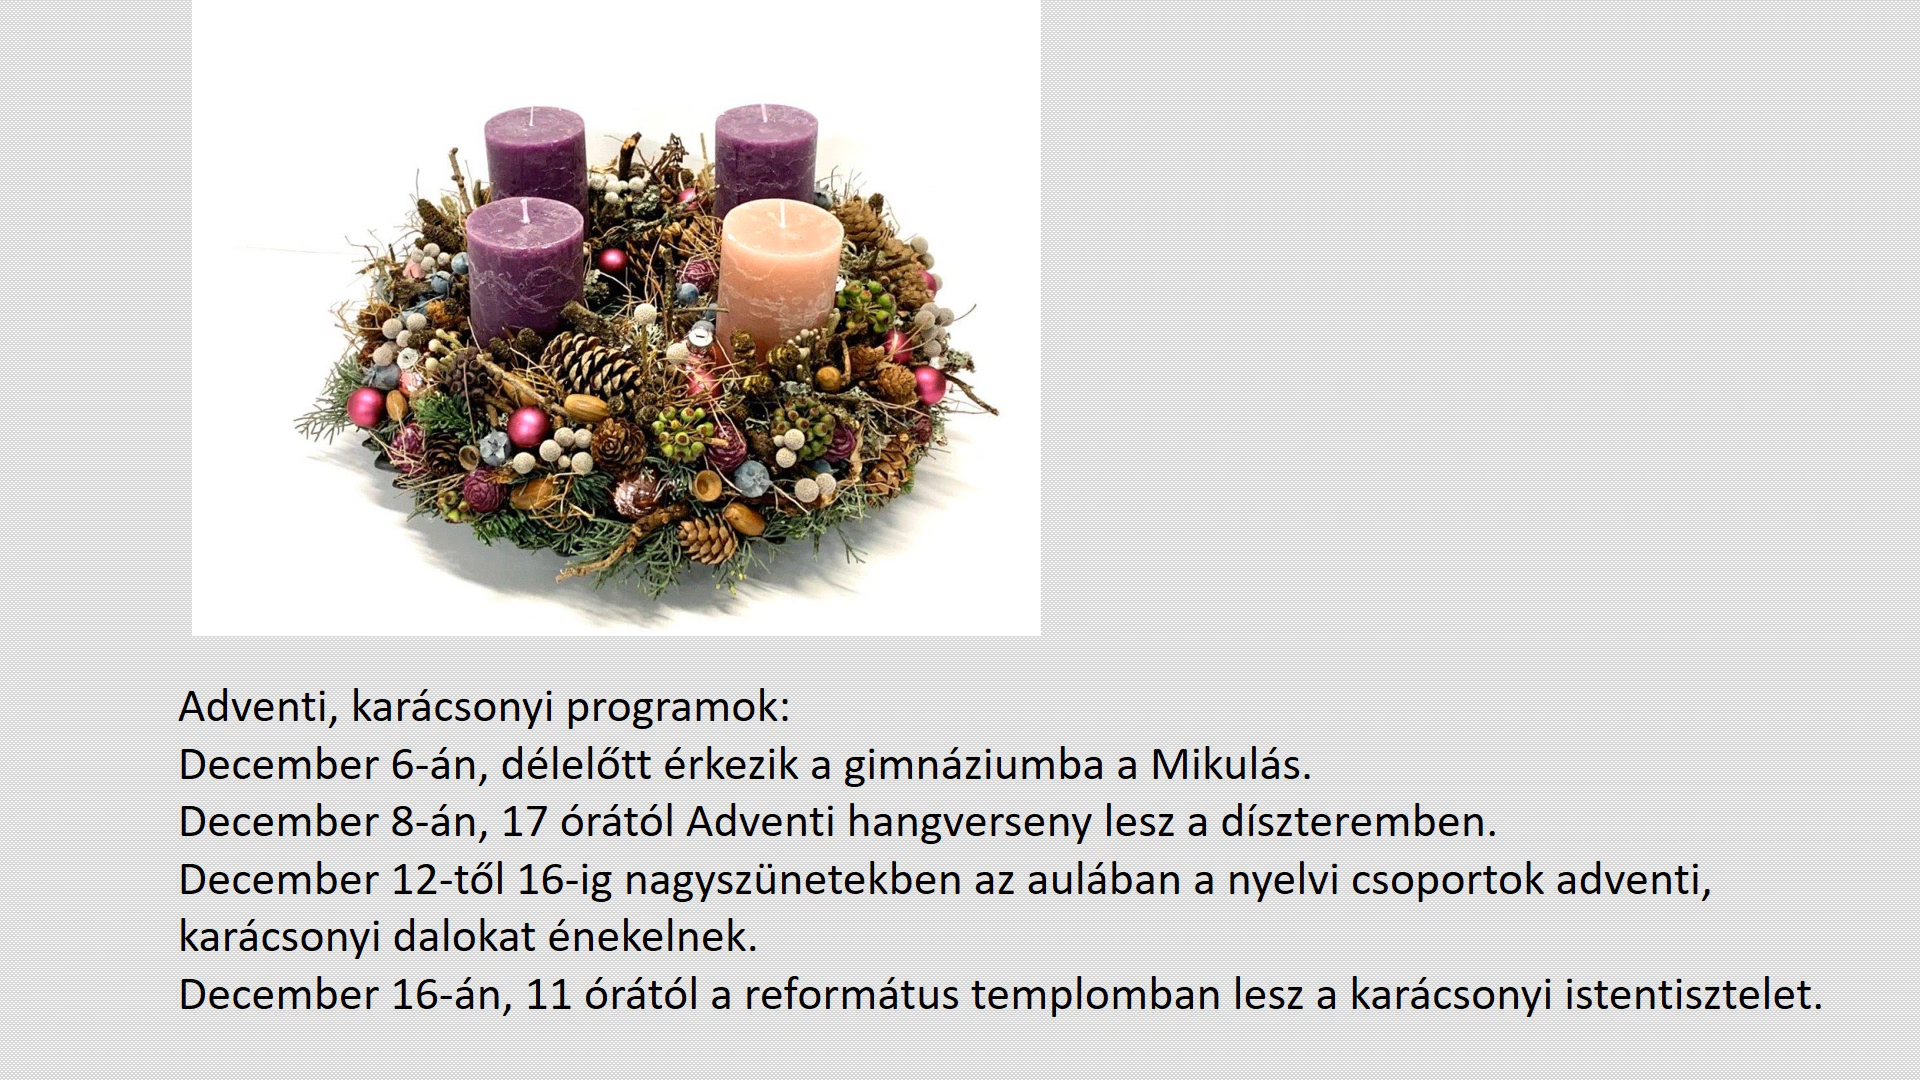 Adventi, karácsonyi programok:
December 6-án, délelőtt érkezik a gimnáziumba a Mikulás.
December 8-án, 17 órától Adventi hangverseny lesz a díszteremben.
December 12-től 16-ig nagyszünetekben az aulában a nyelvi csoportok adventi,
karácsonyi dalokat énekelnek.
December 16-án, 11 órától a református templomban lesz a karácsonyi istentisztelet.